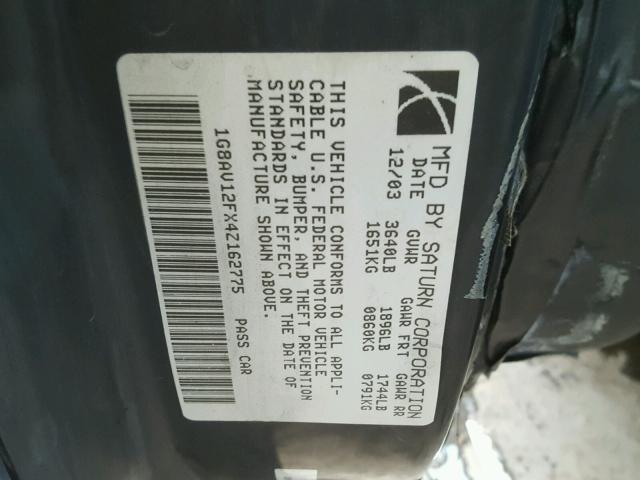 MFD BY SATURN CORPORATION
DATE GVWR GAWR FRT GAWR RR
12/03 3640LB 1896LB 1744LB
1651KG 0860KG 0791KG
THIS VEHICLE CONFORMS TO ALL APPLI-
CABLE U.S. FEDERAL MOTOR VEHICLE
SAFETY, BUMPER, AND THEFT PREVENTION
STANDARDS IN EFFECT ON THE DATE OF
MANUFACTURE SHOWN ABOVE.
1G8AV12FX4Z162775 PASS CAR